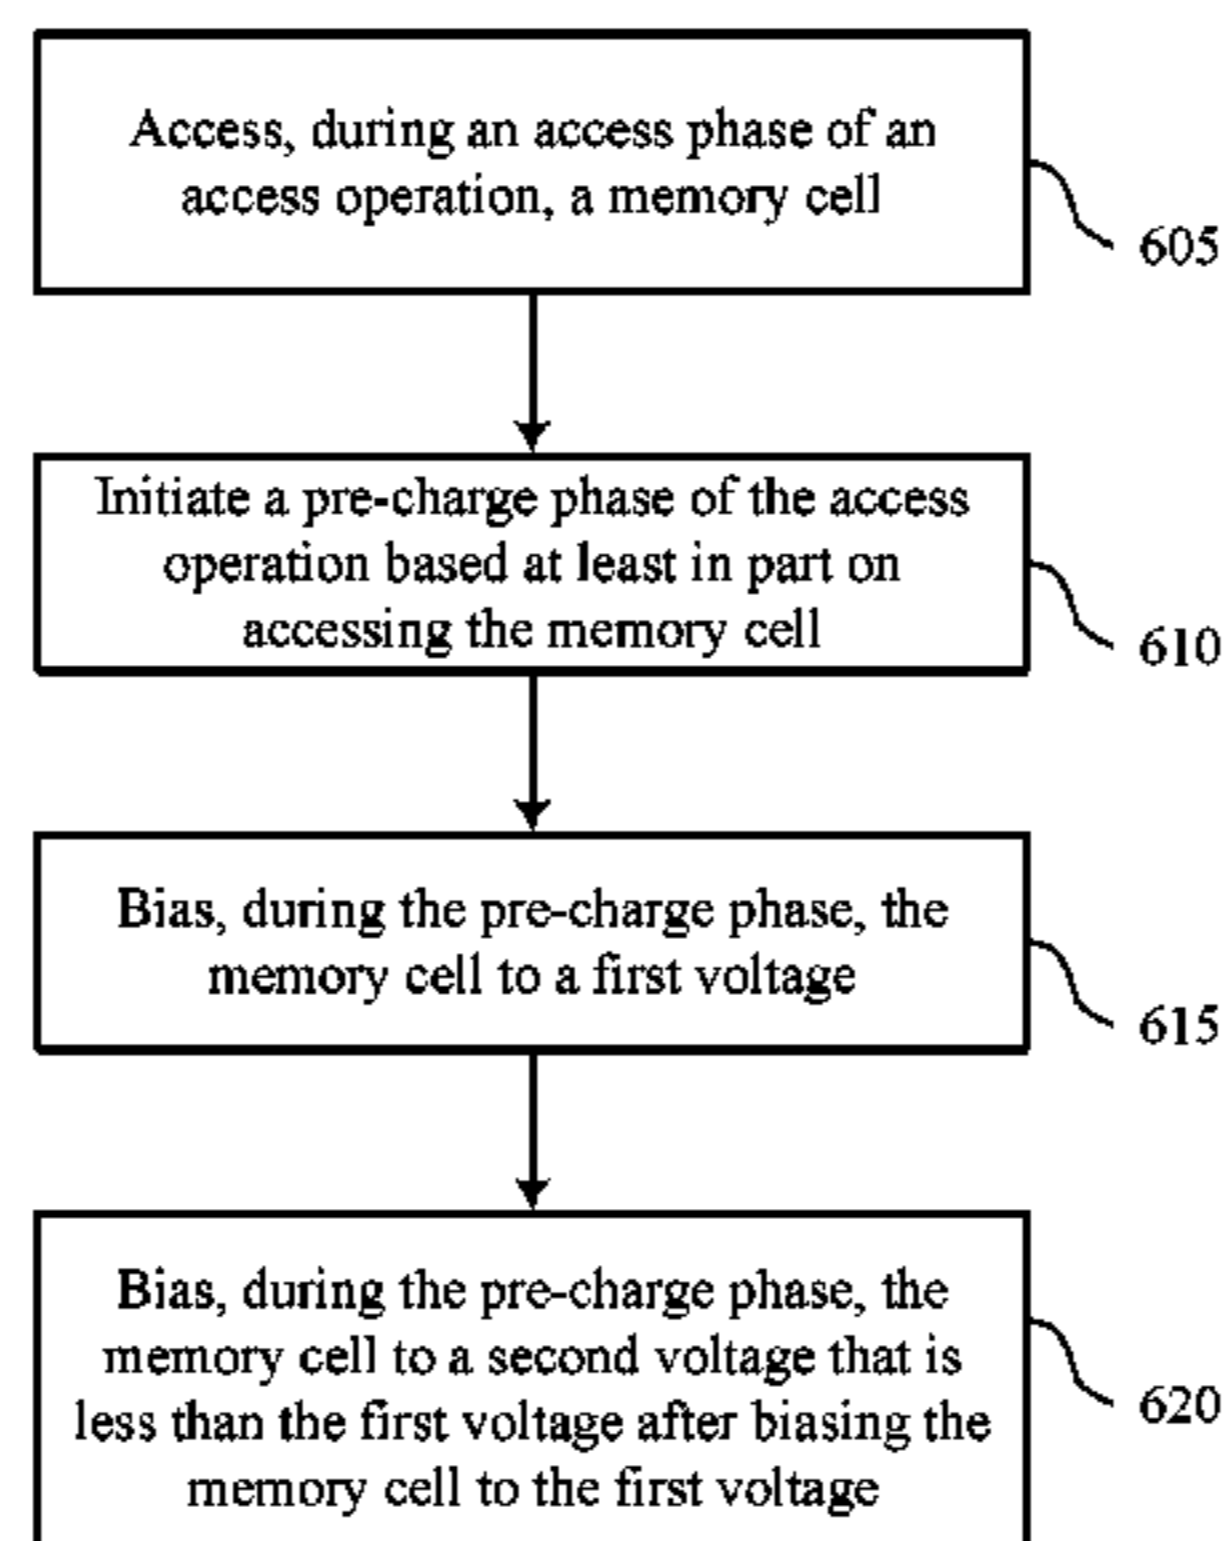 Access, during an access phase of an
access operation, a memory cell
605
Initiate a pre-charge phase of the access
operation based at least in part on
accessing the memory cell
610
Bias, during the pre-charge phase, the
memory cell to a first voltage
615
Bias, during the pre-charge phase, the
memory cell to a second voltage that is
less than the first voltage after biasing the
memory cell to the first voltage
620